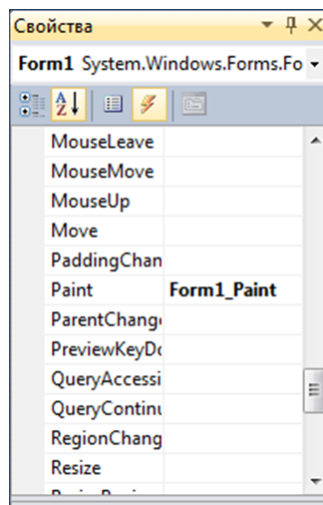 Свойства
Form1 System.Windows.Forms.Fo
MouseLeave
MouseMove
MouseUp
Move
PaddingChan
Paint Form1_Paint
ParentChang
PreviewKeyDo
QueryAccessi
QueryContinu
RegionChang
Resize